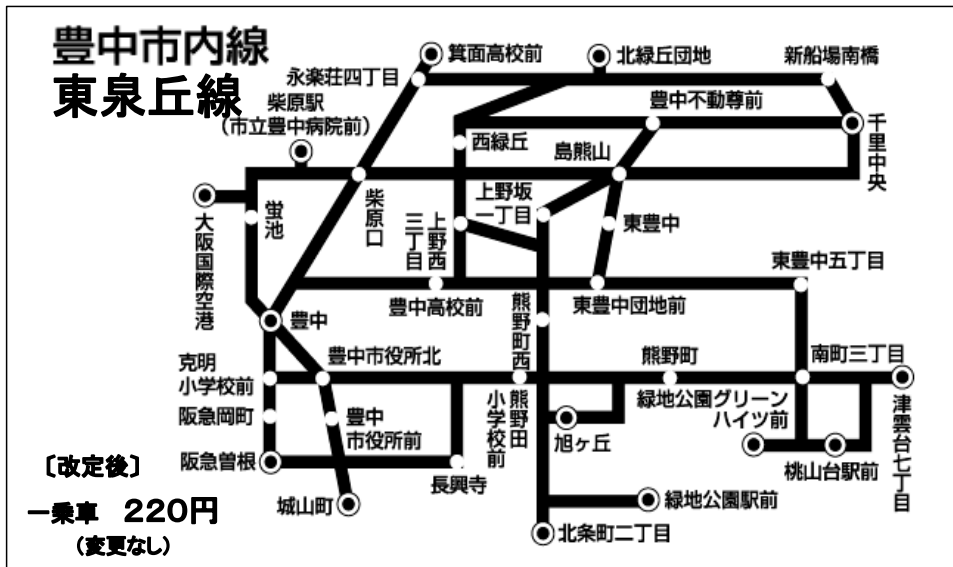 豊中市内線
東泉丘線
箕面高校前
北緑丘団地
新船場南橋
永楽荘四丁目
柴原駅
(市立豊中病院前)
豊中不動尊前
千里中央
西緑丘
島熊山
大阪国際空港
蛍池
柴原口
上野西
三丁目
上野坂
一丁目
東豊中
東豊中五丁目
豊中高校前
熊野町西
東豊中団地前
豊中
克明
小学校前
豊中市役所北
熊野町
南町三丁目
阪急岡町
豊中
市役所前
熊野田
小学校前
旭ヶ丘
緑地公園グリーン
ハイツ前
津雲台七丁目
阪急曽根
長興寺
桃山台駅前
城山町
緑地公園駅前
北条町二丁目
〔改定後〕
一乗車 220円
(変更なし)